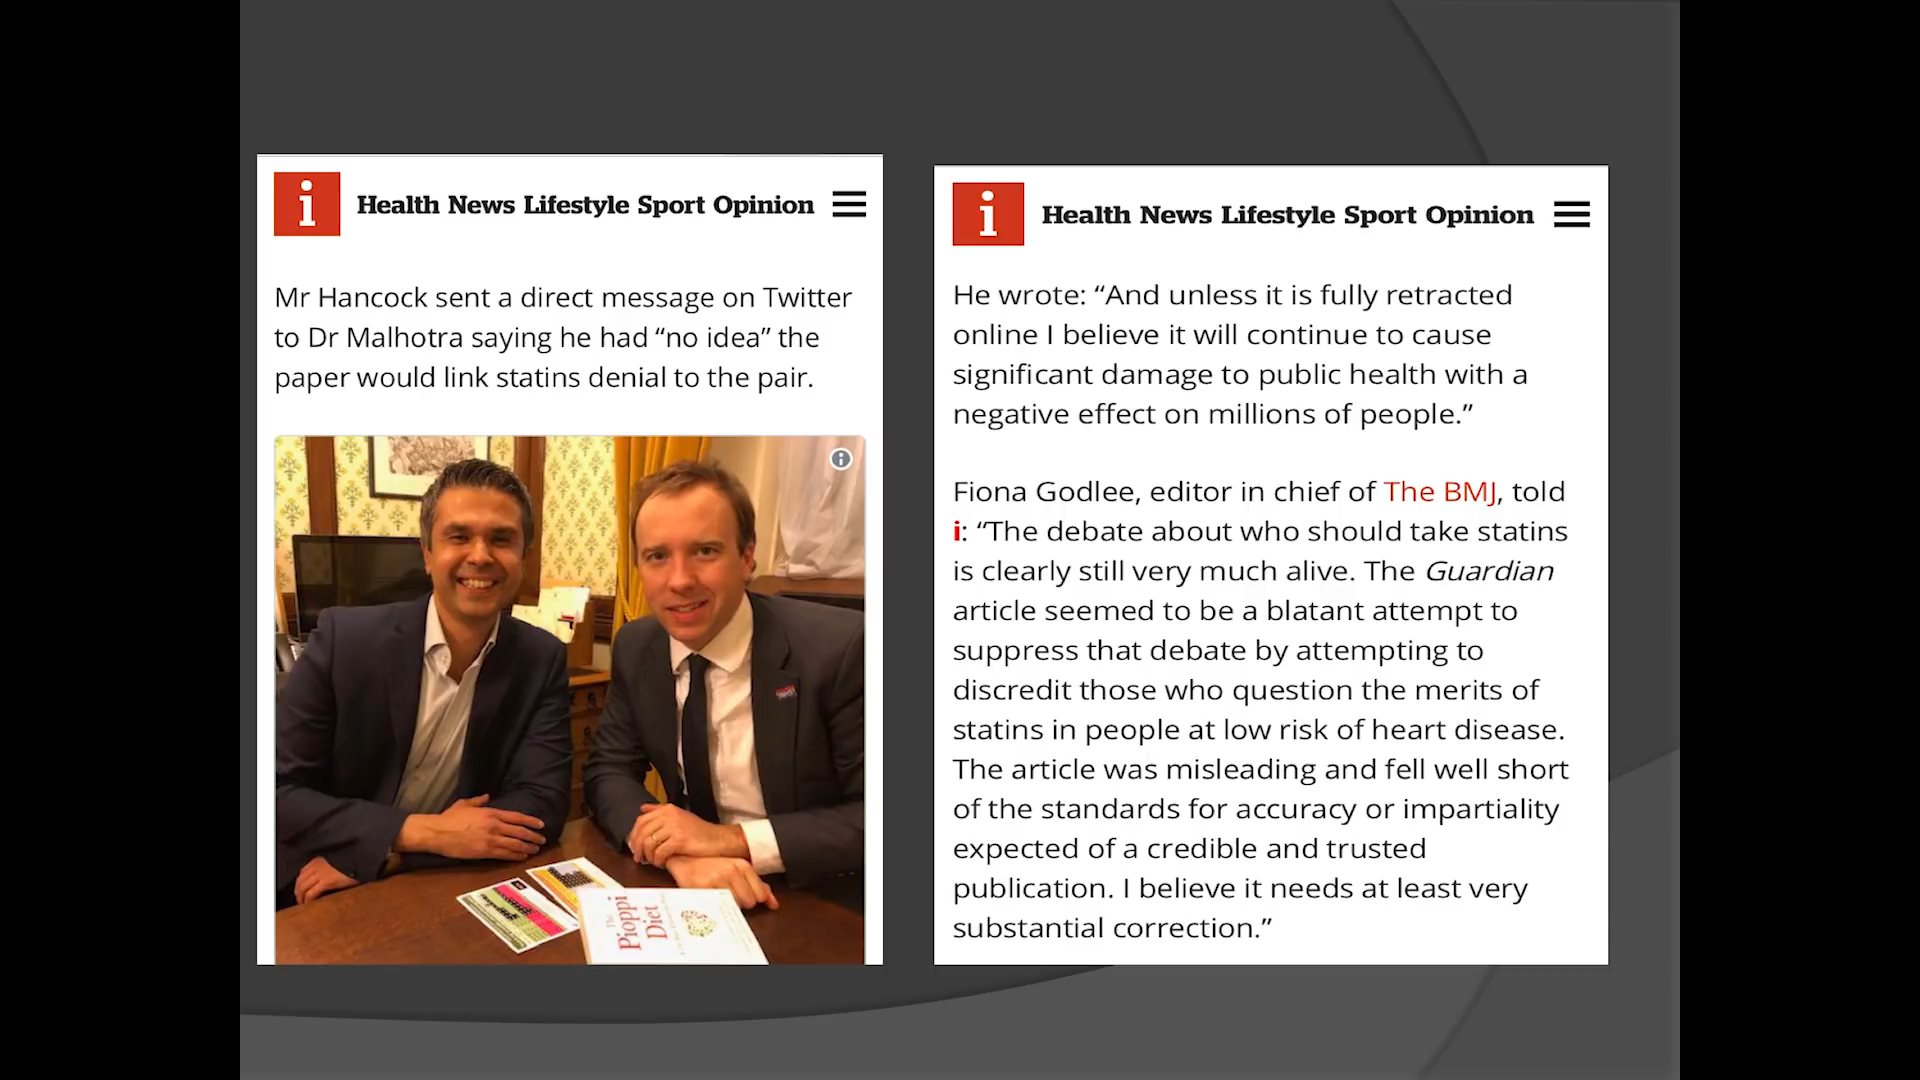 i
Health News Lifestyle Sport Opinion
Mr Hancock sent a direct message on Twitter
to Dr Malhotra saying he had “no idea” the
paper would link statins denial to the pair.
The
Pioppi
Diet
i
Health News Lifestyle Sport Opinion
He wrote: “And unless it is fully retracted
online I believe it will continue to cause
significant damage to public health with a
negative effect on millions of people.”
Fiona Godlee, editor in chief of The BMJ, told
i: “The debate about who should take statins
is clearly still very much alive. The Guardian
article seemed to be a blatant attempt to
suppress that debate by attempting to
discredit those who question the merits of
statins in people at low risk of heart disease.
The article was misleading and fell well short
of the standards for accuracy or impartiality
expected of a credible and trusted
publication. I believe it needs at least very
substantial correction.”